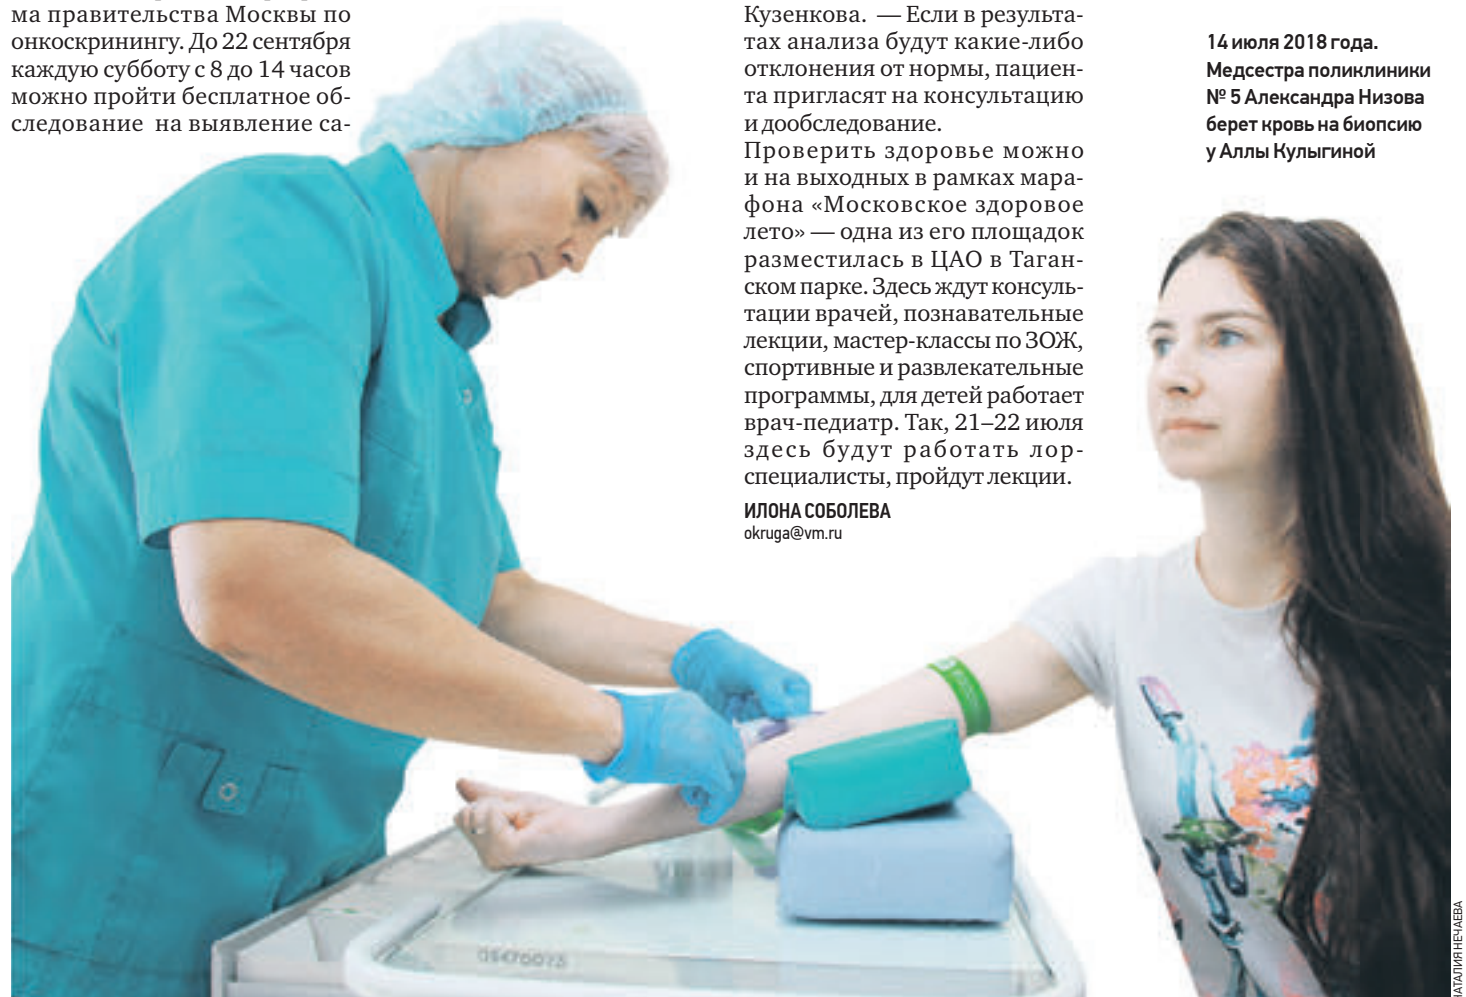 ма правительства Москвы по
онкоскринингу. До 22 сентября
каждую субботу с 8 до 14 часов
можно пройти бесплатное об-
следование на выявление са-
Кузенкова. — Если в результа-
тах анализа будут какие-либо
отклонения от нормы, пациен-
та пригласят на консультацию
и дообследование.
Проверить здоровье можно
и на выходных в рамках мара-
фона «Московское здоровое
лето» — одна из его площадок
разместилась в ЦАО в Таган-
ском парке. Здесь ждут консуль-
тации врачей, познавательные
лекции, мастер-классы по ЗОЖ,
спортивные и развлекательные
программы, для детей работает
врач-педиатр. Так, 21–22 июля
здесь будут работать лор-
специалисты, пройдут лекции.
ИЛОНА СОБОЛЕВА
okruga@vm.ru
14 июля 2018 года.
Медсестра поликлиники
№ 5 Александра Низова
берет кровь на биопсию
у Аллы Кулыгиной
НАТАЛИЯ НЕЧАЕВА